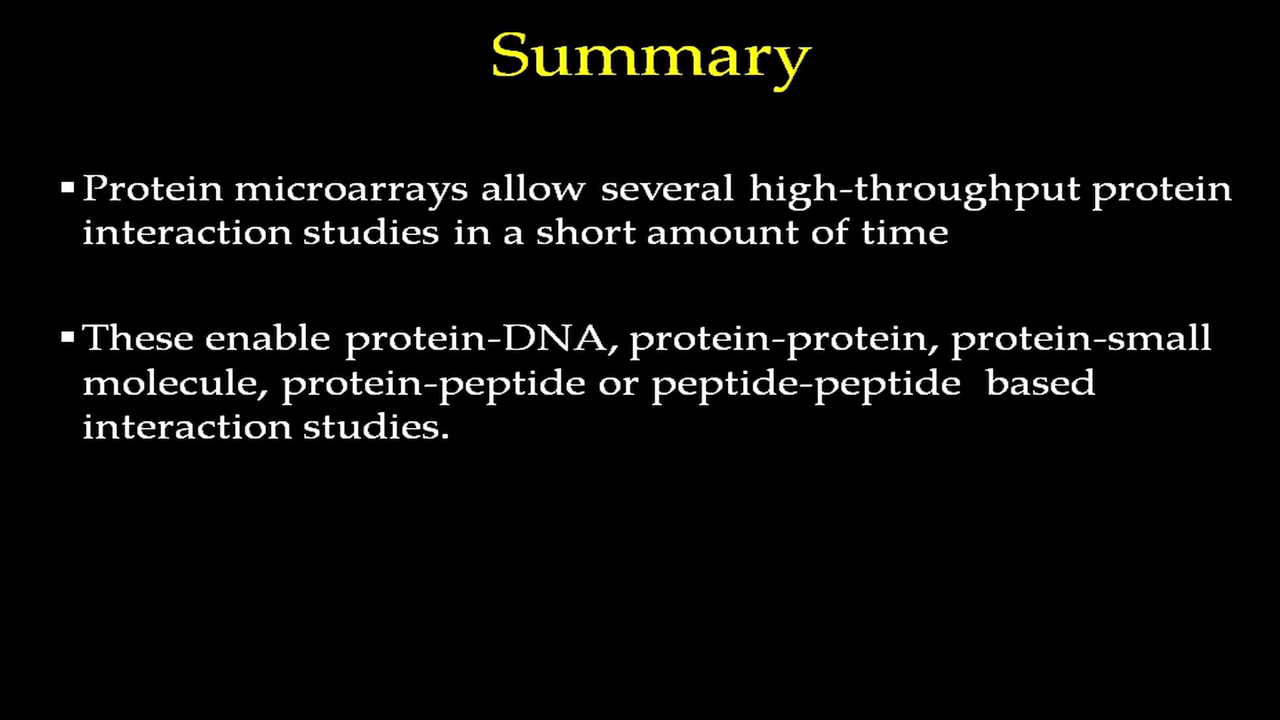 Summary
▪Protein microarrays allow several high-throughput protein
interaction studies in a short amount of time
▪These enable protein-DNA, protein-protein, protein-small
molecule, protein-peptide or peptide-peptide based
interaction studies.